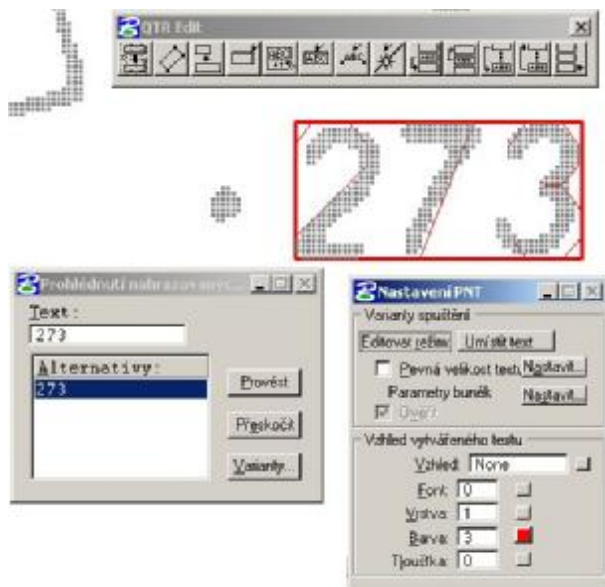 QTR Edit
273
Prohlédnutí nahrazovanýc...
Text:
273
Alternativy:
273
Provést
Přeskočit
Varianty...
Nastavení PNT
Varianty spuštění
Editovat režim
Umístit text
Pevná velikost textu
Nastavit...
Parametry buněk
Nastavit...
Otevřít
Vzhled vytvářeného textu
Vzhled: None
Font: 0
Vrstva: 1
Barva: 3
Tloušťka: 0